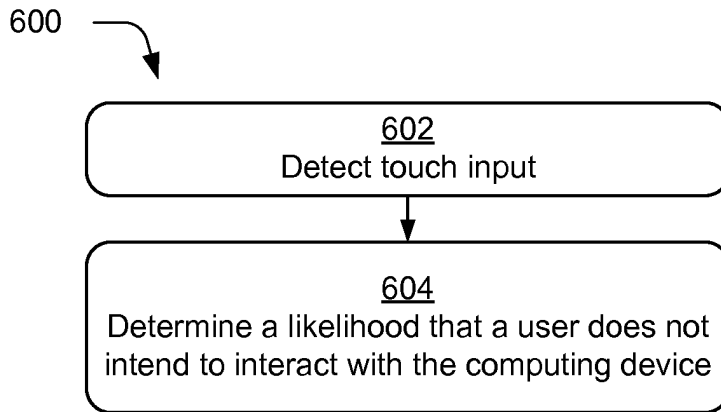 600
602
Detect touch input
604
Determine a likelihood that a user does not
intend to interact with the computing device